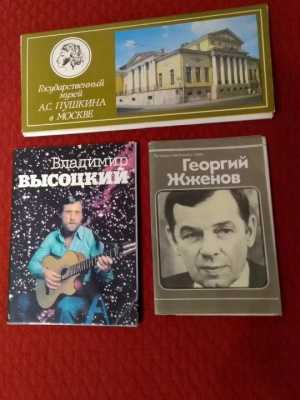 Государственный
музей
А.С. ПУШКИНА
в МОСКВЕ
Владимир
ВЫСОЦКИЙ
Георгий
Жженов